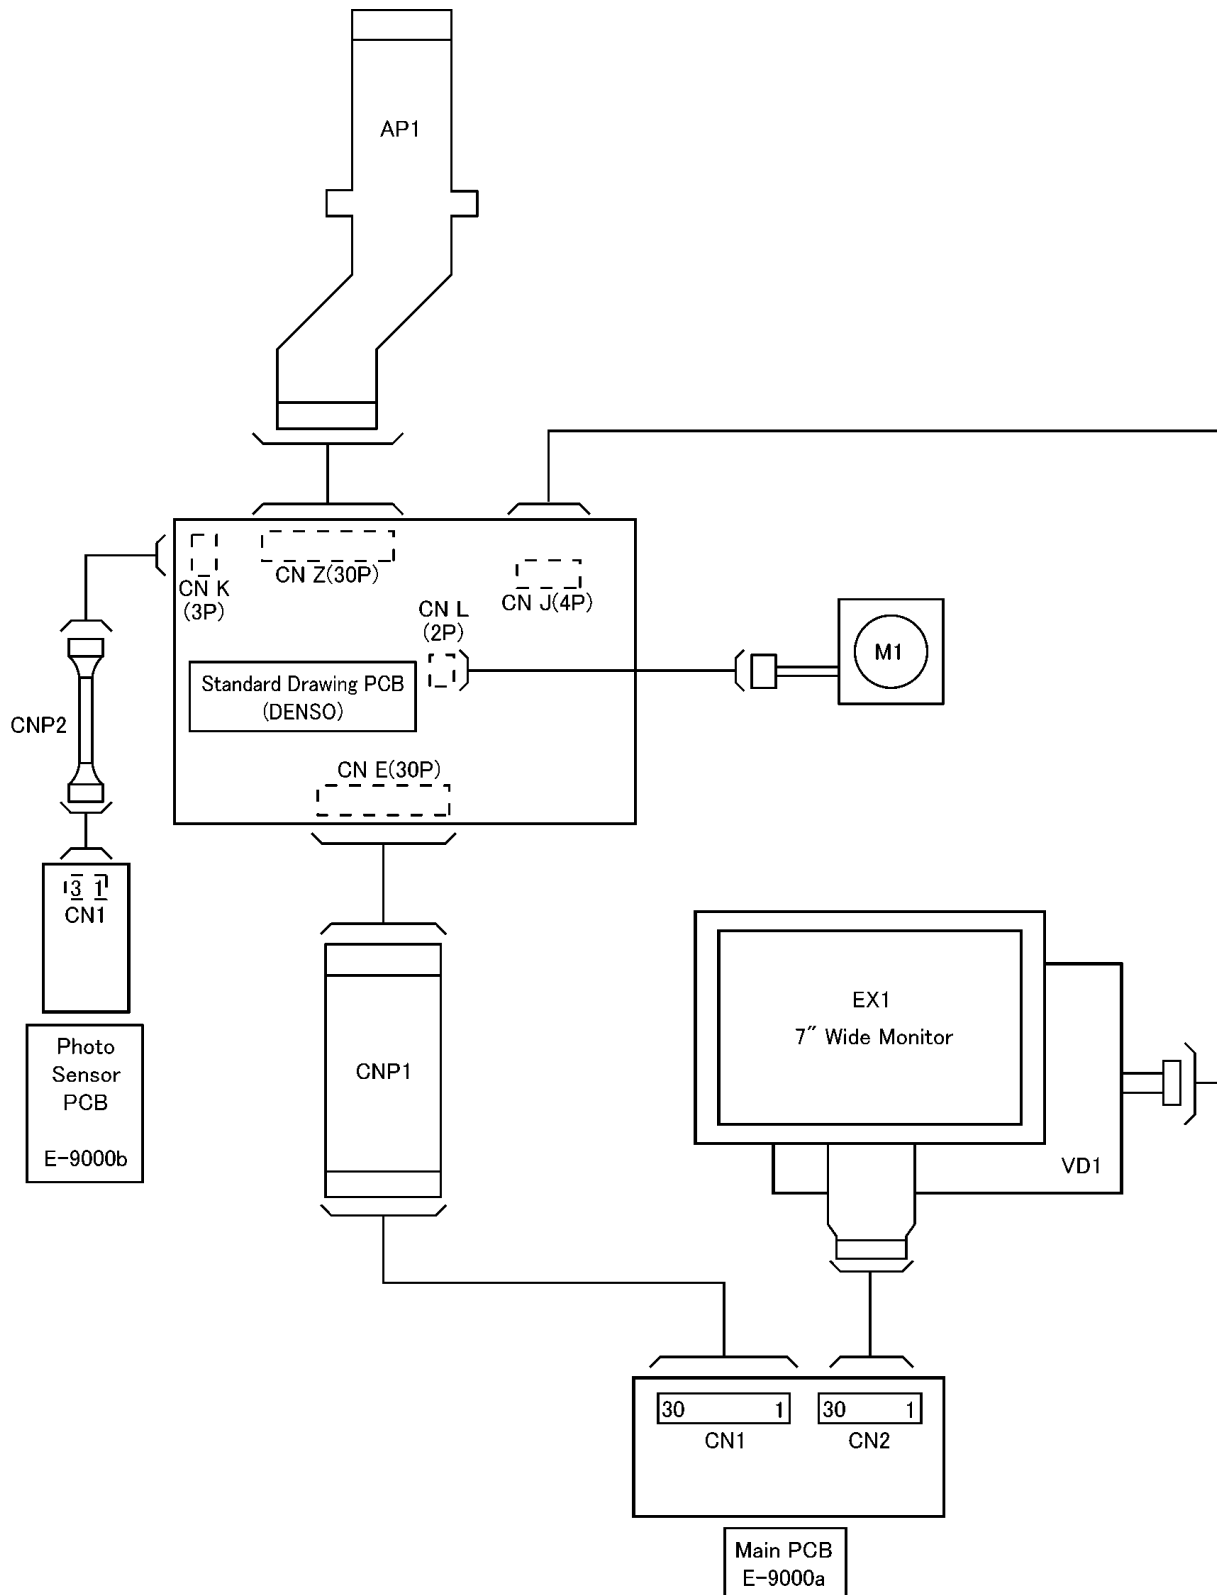 AP1
CN K
(3P)
CN Z(30P)
CN J(4P)
CN L
(2P)
M1
Standard Drawing PCB
(DENSO)
CNP2
CN E(30P)
3 1
CN1
Photo
Sensor
PCB
E-9000b
CNP1
EX1
7″ Wide Monitor
VD1
30 1
CN1
30 1
CN2
Main PCB
E-9000a